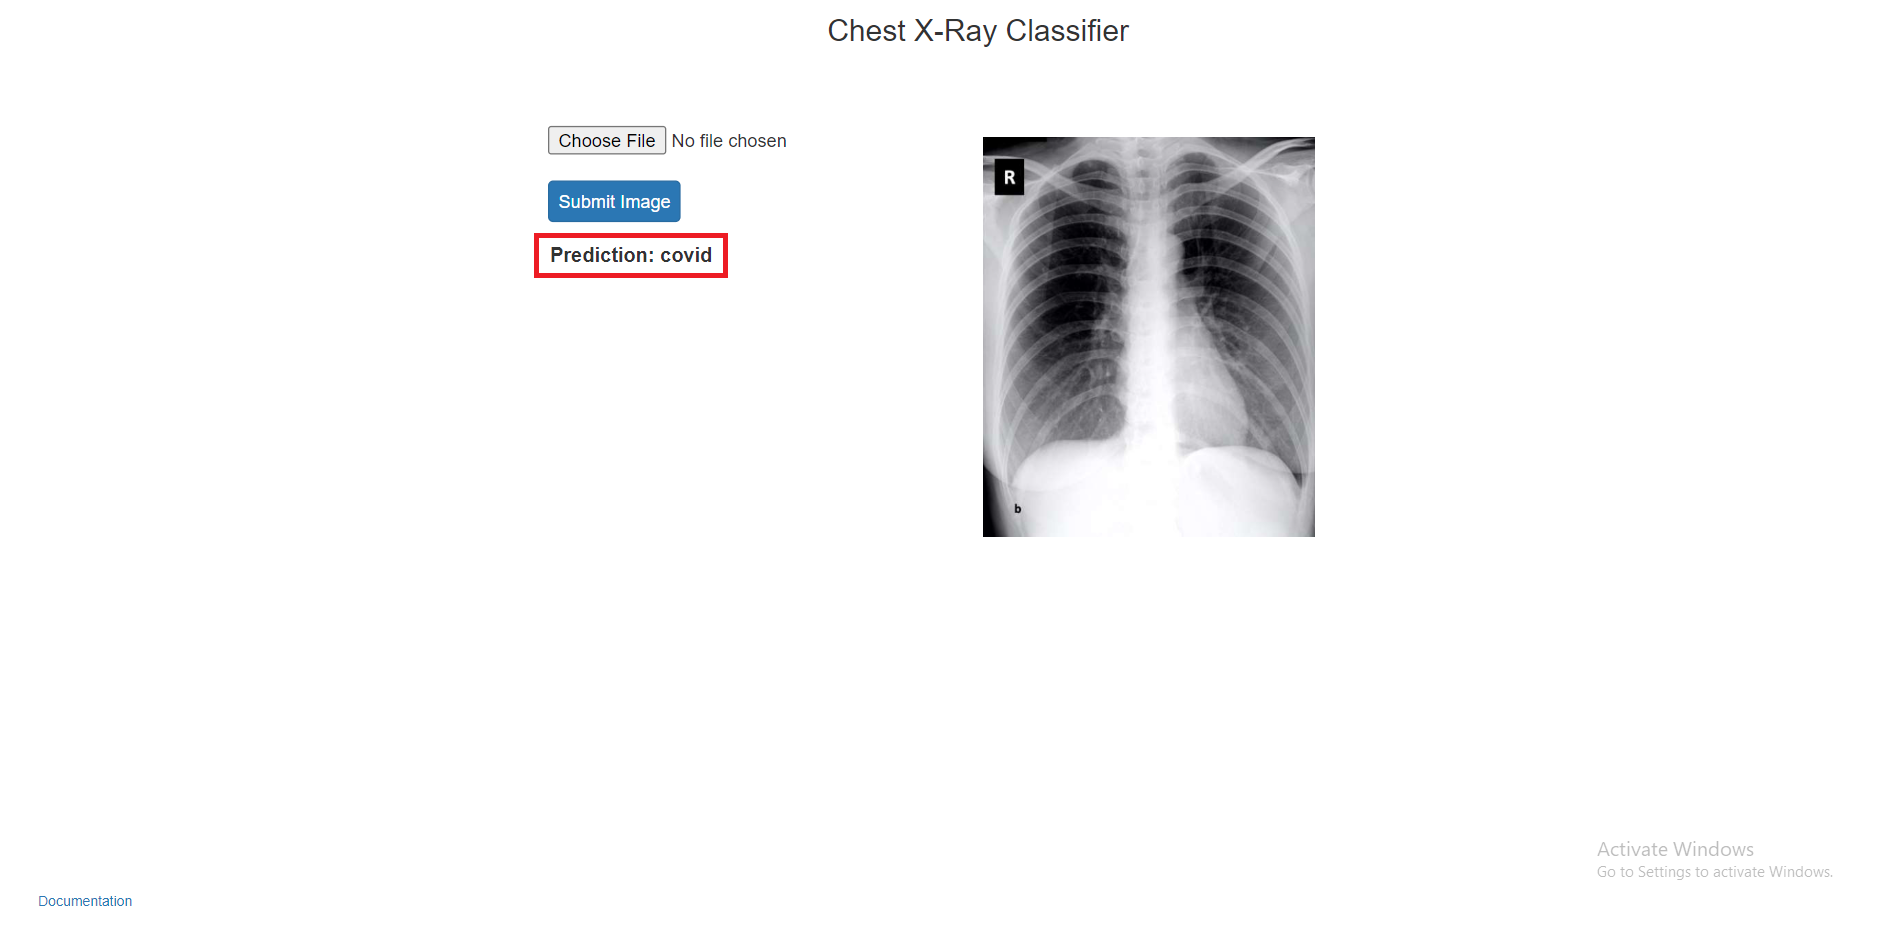 Chest X-Ray Classifier
Choose File No file chosen
Submit Image
Prediction: covid
R
b
Activate Windows
Go to Settings to activate Windows.
Documentation